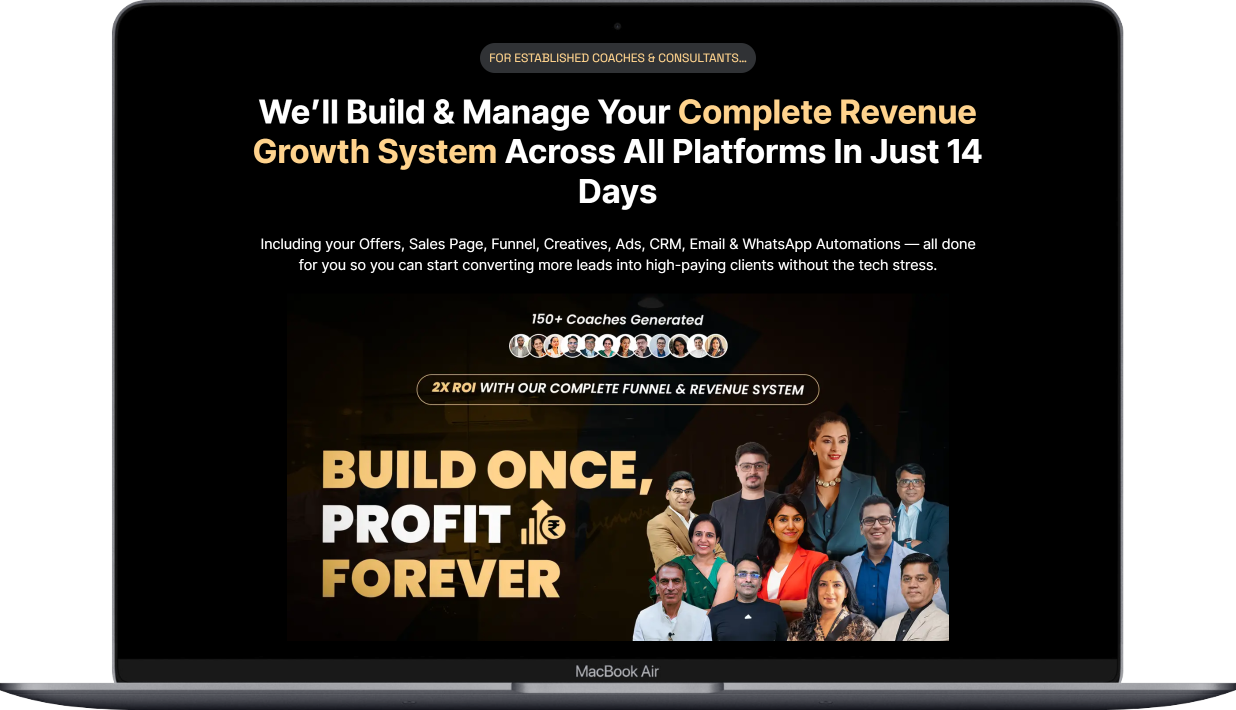 FOR ESTABLISHED COACHES & CONSULTANTS...
We’ll Build & Manage Your Complete Revenue
Growth System Across All Platforms In Just 14
Days
Including your Offers, Sales Page, Funnel, Creatives, Ads, CRM, Email & WhatsApp Automations — all done
for you so you can start converting more leads into high-paying clients without the tech stress.
150+ Coaches Generated
2X ROI WITH OUR COMPLETE FUNNEL & REVENUE SYSTEM
BUILD ONCE,
PROFIT ₹
FOREVER
MacBook Air